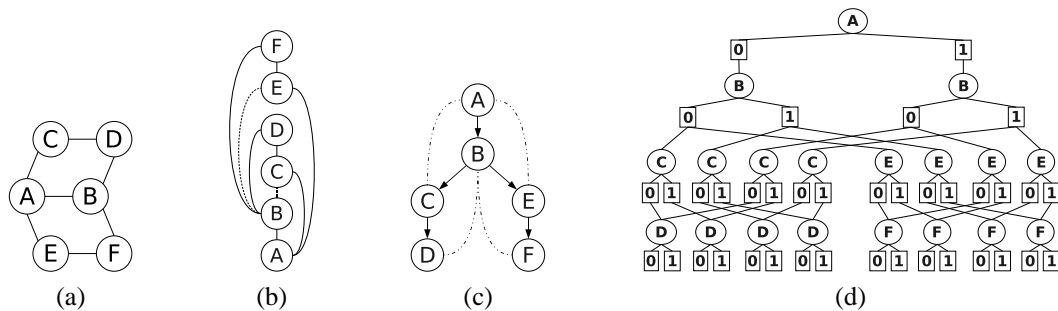 C D
A B
E F
(a)
F
E
D
C
B
A
(b)
A
B
C E
D F
(c)
A
0 1
B B
0 1 0 1
C C C C E E E E
0 1 0 1 0 1 0 1 0 1 0 1 0 1 0 1
D D D D F F F F
0 1 0 1 0 1 0 1 0 1 0 1 0 1 0 1
(d)